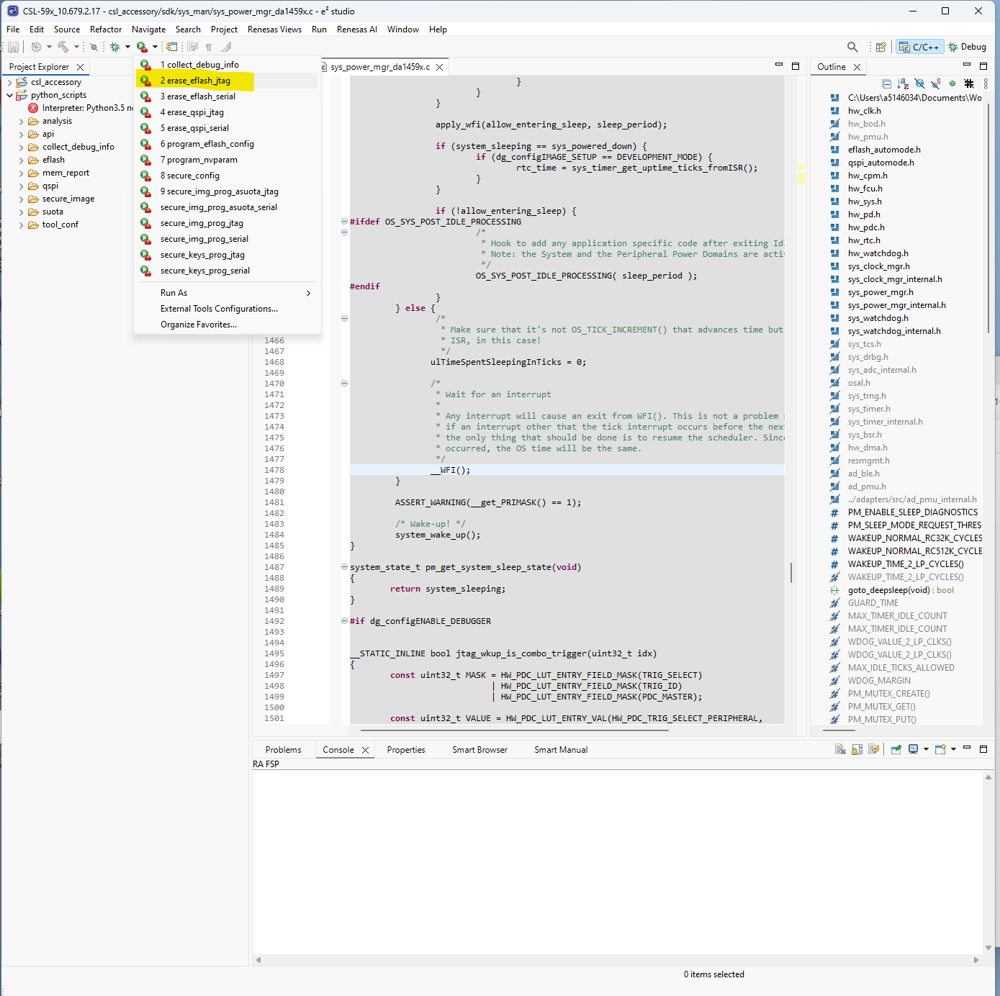 CSL-59x_10.679.2.17 - csl_accessory/sdk/sys_man/sys_power_mgr_da1459x.c - e² studio
File Edit Source Refactor Navigate Search Project Renesas Views Run Renesas AI Window Help
C/C++ Debug
Project Explorer
csl_accessory
python_scripts
Interpreter: Python3.5
analysis
api
collect_debug_info
eflash
mem_report
qspi
secure_image
suota
tool_conf
1 collect_debug_info
2 erase_eflash_jtag
3 erase_eflash_serial
4 erase_qspi_jtag
5 erase_qspi_serial
6 program_eflash_config
7 program_nvparam
8 secure_config
9 secure_img_prog_asuota_jtag
secure_img_prog_asuota_serial
secure_img_prog_jtag
secure_img_prog_serial
secure_keys_prog_jtag
secure_keys_prog_serial
Run As
External Tools Configurations...
Organize Favorites...
sys_power_mgr_da1459x.c
}
}
}
apply_wfi(allow_entering_sleep, sleep_period);
if (system_sleeping == sys_powered_down) {
if (dg_configIMAGE_SETUP == DEVELOPMENT_MODE) {
rtc_time = sys_timer_get_uptime_ticks_fromISR();
}
}
if (!allow_entering_sleep) {
#ifdef OS_SYS_POST_IDLE_PROCESSING
/*
* Hook to add any application specific code after exiting Id
* Note: the System and the Peripheral Power Domains are acti
*/
OS_SYS_POST_IDLE_PROCESSING( sleep_period );
#endif
}
} else {
/*
* Make sure that it's not OS_TICK_INCREMENT() that advances time but
1466 * ISR, in this case!
1467 */
1468 ulTimeSpentSleepingInTicks = 0;
1469
1470 /*
1471 * Wait for an interrupt
1472 *
1473 * Any interrupt will cause an exit from WFI(). This is not a problem
1474 * if an interrupt other that the tick interrupt occurs before the next
1475 * the only thing that should be done is to resume the scheduler. Since
1476 * occurred, the OS time will be the same.
1477 */
1478 __WFI();
1479 }
1480
1481 ASSERT_WARNING(__get_PRIMASK() == 1);
1482
1483 /* Wake-up! */
1484 system_wake_up();
1485 }
1486
1487 system_state_t pm_get_system_sleep_state(void)
1488 {
1489 return system_sleeping;
1490 }
1491
1492 #if dg_configENABLE_DEBUGGER
1493
1494
1495 __STATIC_INLINE bool jtag_wkup_is_combo_trigger(uint32_t idx)
1496 {
1497 const uint32_t MASK = HW_PDC_LUT_ENTRY_FIELD_MASK(TRIG_SELECT)
1498 | HW_PDC_LUT_ENTRY_FIELD_MASK(TRIG_ID)
1499 | HW_PDC_LUT_ENTRY_FIELD_MASK(PDC_MASTER);
1500
1501 const uint32_t VALUE = HW_PDC_LUT_ENTRY_VAL(HW_PDC_TRIG_SELECT_PERIPHERAL,
Outline
C:\Users\a5146034\Documents\Wo
hw_clk.h
hw_bod.h
hw_pmu.h
eflash_automode.h
qspi_automode.h
hw_cpm.h
hw_fcu.h
hw_sys.h
hw_pd.h
hw_pdc.h
hw_rtc.h
hw_watchdog.h
sys_clock_mgr.h
sys_clock_mgr_internal.h
sys_power_mgr.h
sys_power_mgr_internal.h
sys_watchdog.h
sys_watchdog_internal.h
sys_tcs.h
sys_drbg.h
sys_adc_internal.h
osal.h
sys_trng.h
sys_timer.h
sys_timer_internal.h
sys_bsr.h
hw_dma.h
resmgmt.h
ad_ble.h
ad_pmu.h
../adapters/src/ad_pmu_internal.h
PM_ENABLE_SLEEP_DIAGNOSTICS
PM_SLEEP_MODE_REQUEST_THRES
WAKEUP_NORMAL_RC32K_CYCLES
WAKEUP_NORMAL_RC512K_CYCLE
WAKEUP_TIME_2_LP_CYCLES()
WAKEUP_TIME_2_LP_CYCLES()
goto_deepsleep(void) : bool
GUARD_TIME
MAX_TIMER_IDLE_COUNT
MAX_TIMER_IDLE_COUNT
WDOG_VALUE_2_LP_CLKS()
WDOG_VALUE_2_LP_CLKS()
MAX_IDLE_TICKS_ALLOWED
WDOG_MARGIN
PM_MUTEX_CREATE()
PM_MUTEX_GET()
PM_MUTEX_PUT()
Problems Console Properties Smart Browser Smart Manual
RA FSP
0 items selected